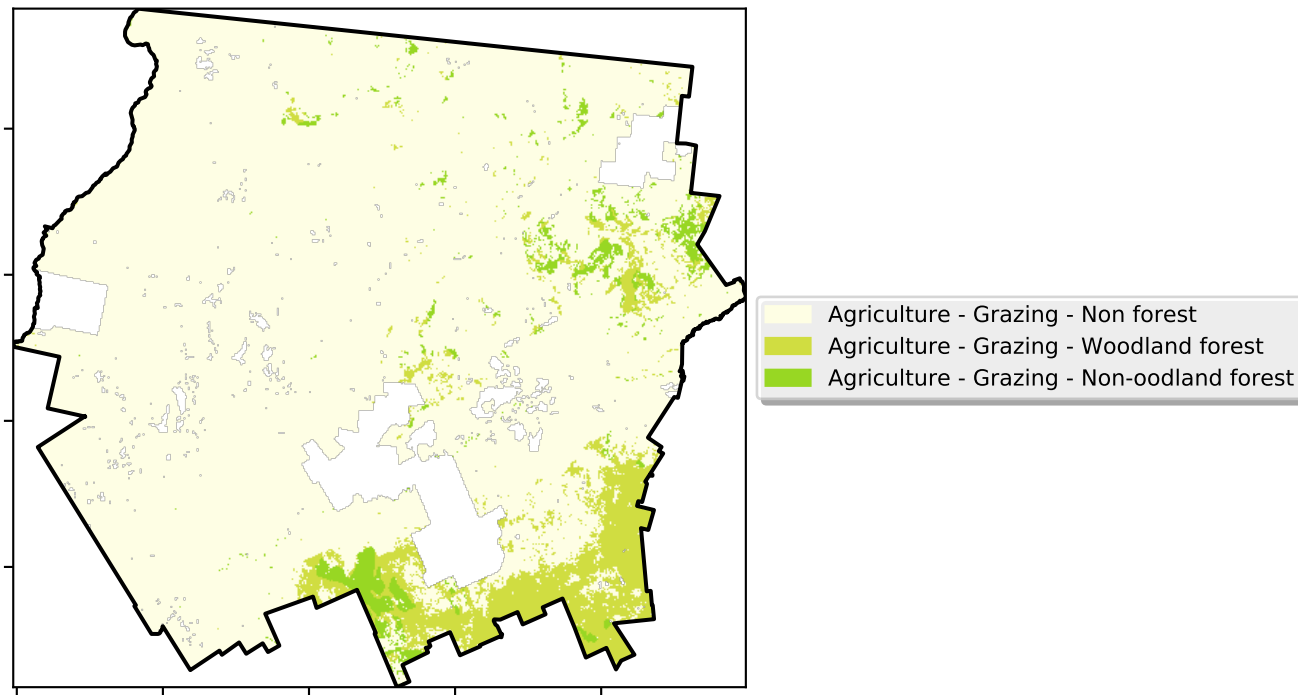 Agriculture - Grazing - Non forest
Agriculture - Grazing - Woodland forest
Agriculture - Grazing - Non-oodland forest